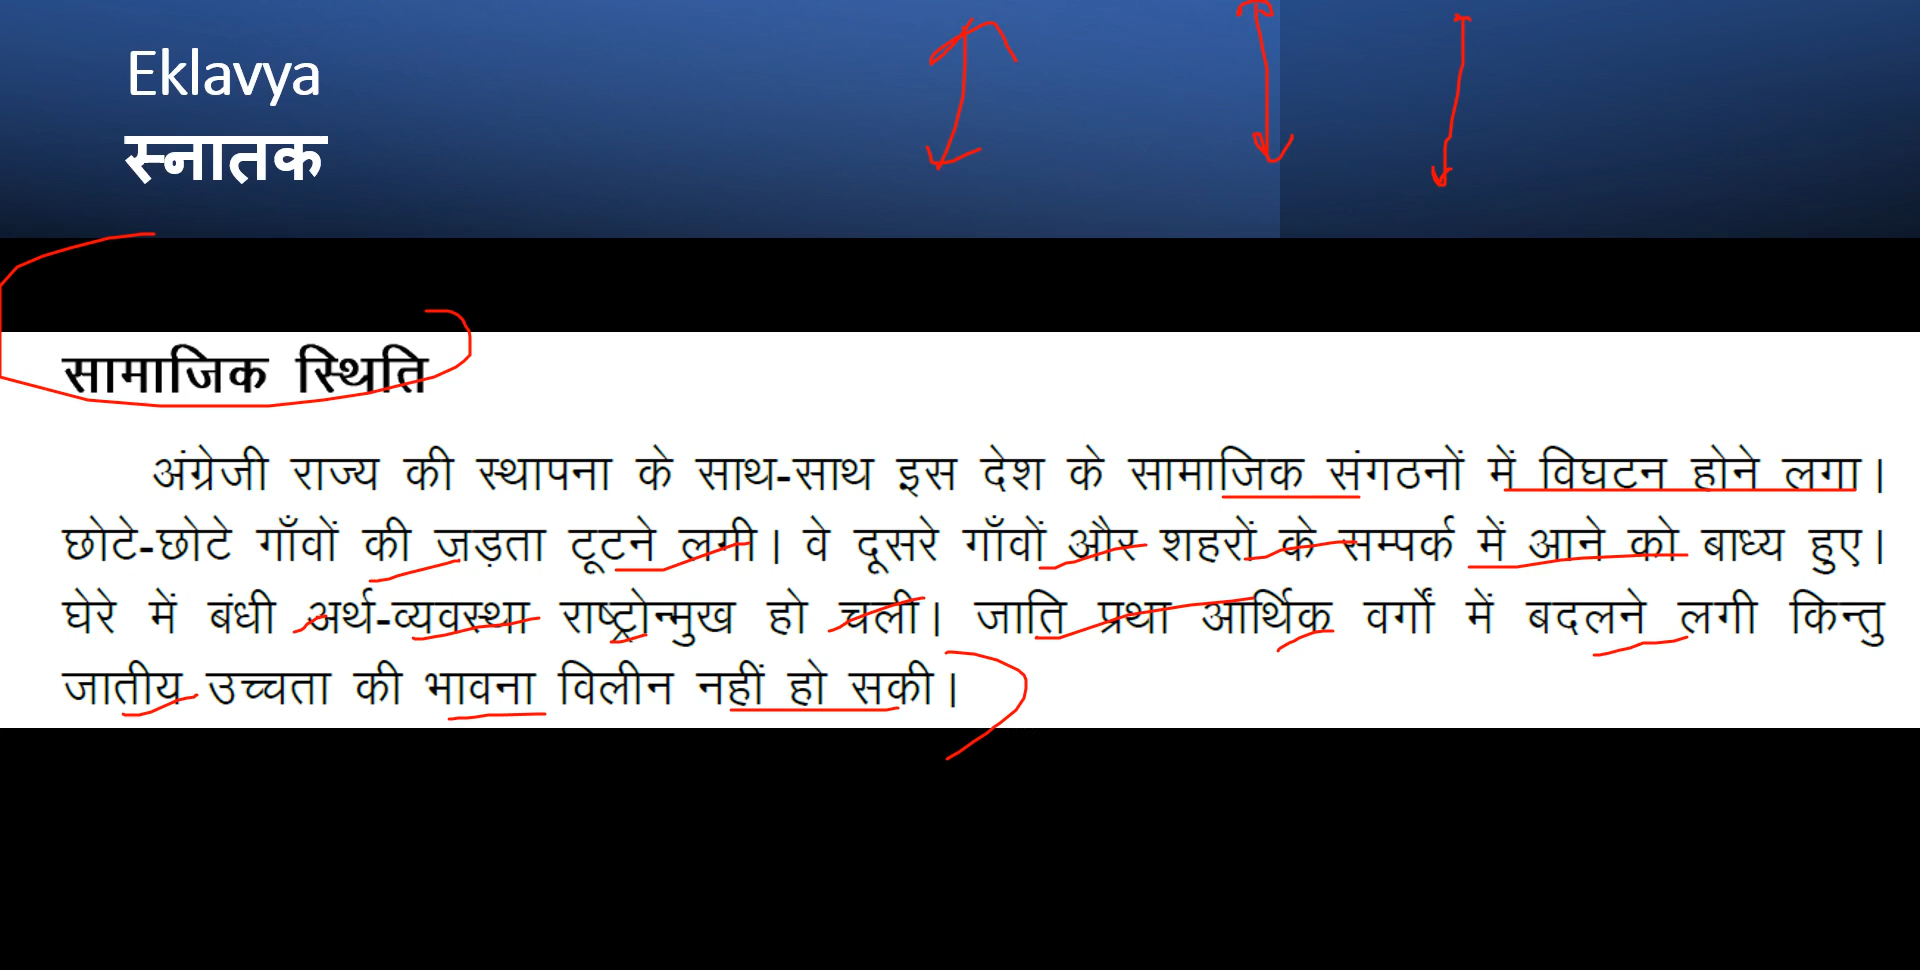 Eklavya
स्नातक
सामाजिक स्थिति
अंग्रेजी राज्य की स्थापना के साथ-साथ इस देश के सामाजिक संगठनों में विघटन होने लगा।
छोटे-छोटे गाँवों की जड़ता टूटने लगी। वे दूसरे गाँवों और शहरों के सम्पर्क में आने को बाध्य हुए।
घेरे में बंधी अर्थ-व्यवस्था राष्ट्रोन्मुख हो चली। जाति प्रथा आर्थिक वर्गों में बदलने लगी किन्तु
जातीय उच्चता की भावना विलीन नहीं हो सकी।